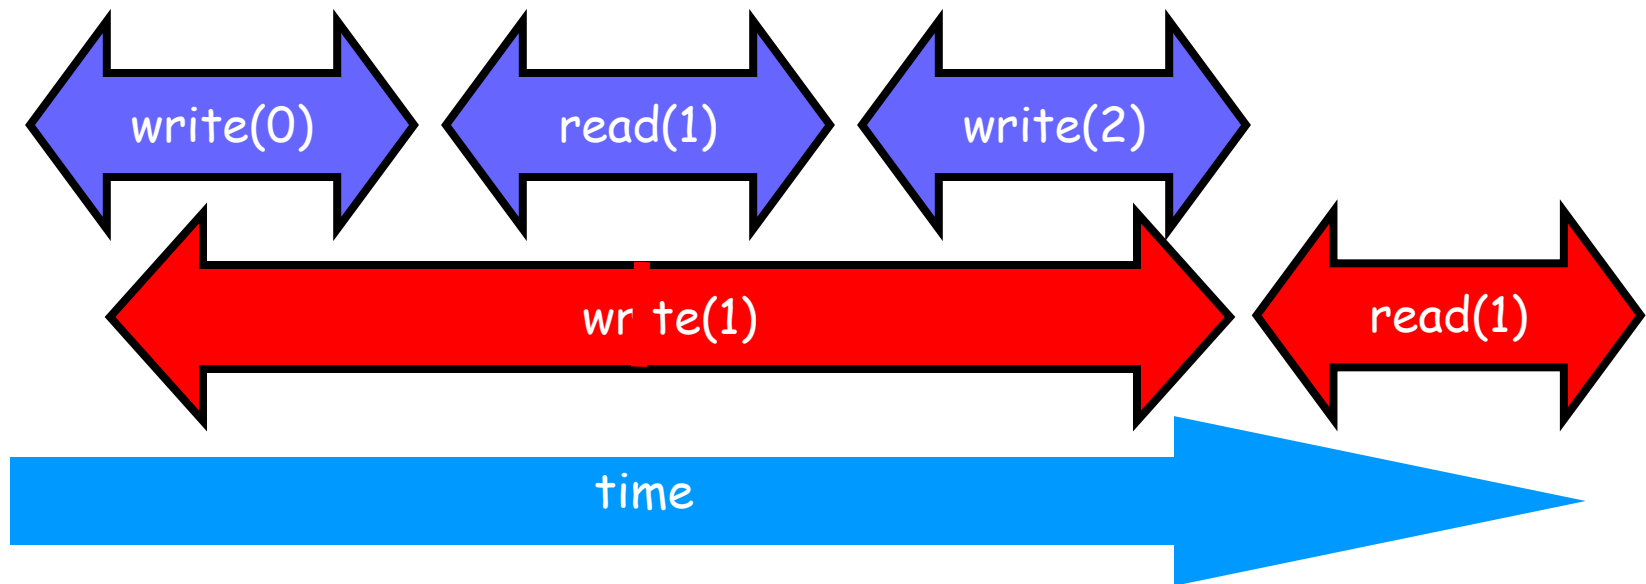 write(0)
read(1)
write(2)
wr te(1)
read(1)
time